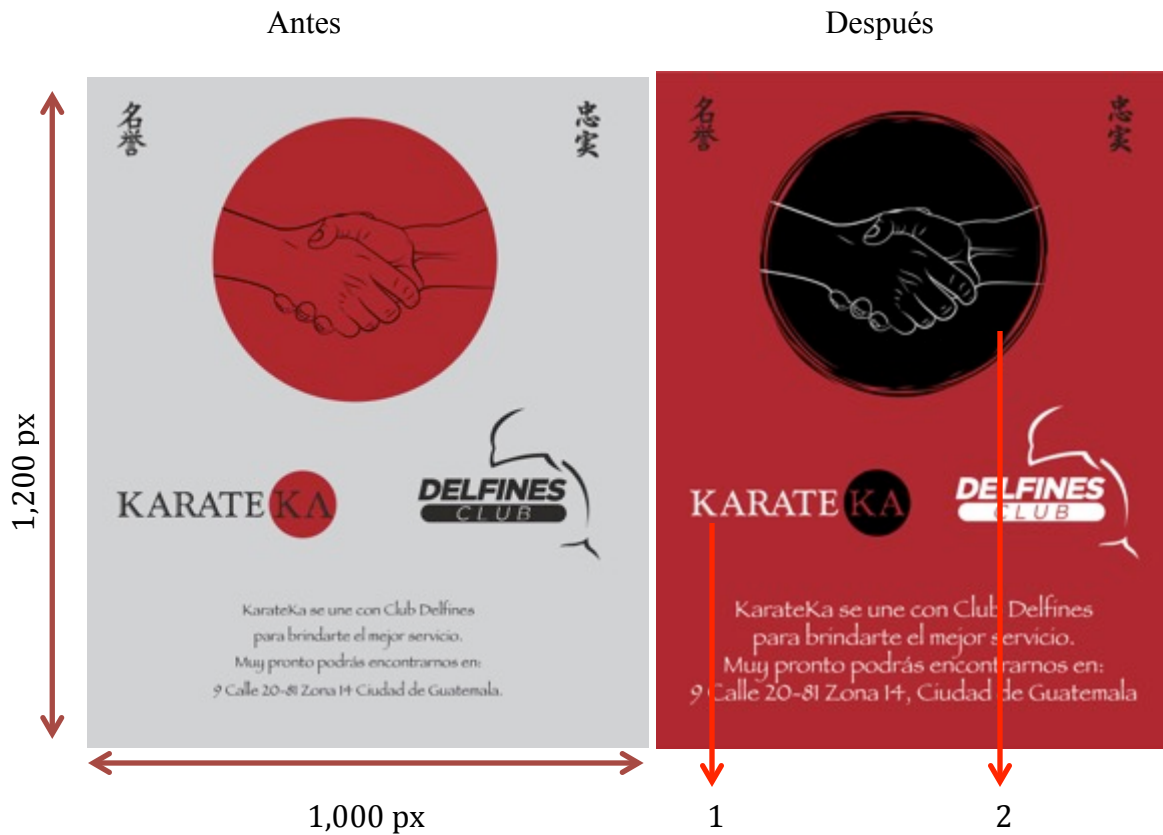 Antes
Después
名誉
忠実
名誉
忠実
1,200 px
KARATEKA
DELFINES
CLUB
KARATEKA
DELFINES
CLUB
KarateKa se une con Club Delfines
para brindarte el mejor servicio.
Muy pronto podrás encontrarnos en:
9 Calle 20-81 Zona 14 Ciudad de Guatemala.
KarateKa se une con Club Delfines
para brindarte el mejor servicio.
Muy pronto podrás encontrarnos en:
9 Calle 20-81 Zona 14, Ciudad de Guatemala
1,000 px
1
2